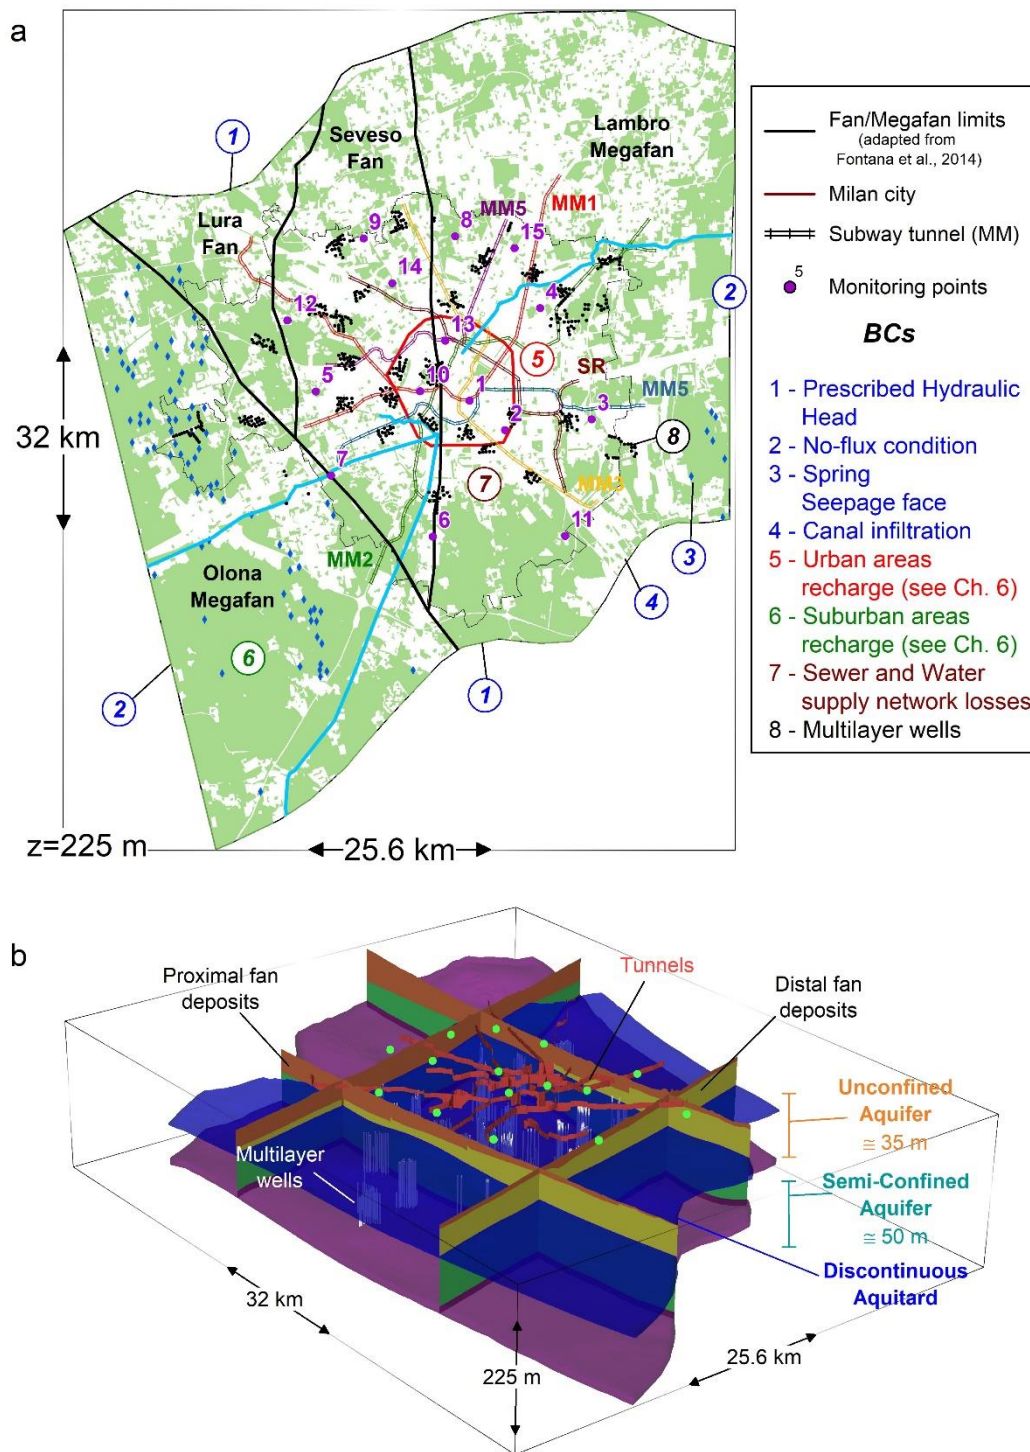 a
1
Seveso
Fan
Lambro
Megafan
Lura
Fan
9
8
MM5
MM1
15
14
2
12
4
13
5
5
10
1
SR
MM5
2
3
8
7
7
MM3
6
11
MM2
3
4
Olona
Megafan
6
2
1
32 km
z=225 m
25.6 km
Fan/Megafan limits
(adapted from
Fontana et al., 2014)
Milan city
Subway tunnel (MM)
5
Monitoring points
BCs
1 - Prescribed Hydraulic
Head
2 - No-flux condition
3 - Spring
Seepage face
4 - Canal infiltration
5 - Urban areas
recharge (see Ch. 6)
6 - Suburban areas
recharge (see Ch. 6)
7 - Sewer and Water
supply network losses
8 - Multilayer wells
b
Proximal fan
deposits
Tunnels
Distal fan
deposits
Unconfined
Aquifer
≅ 35 m
Multilayer
wells
Semi-Confined
Aquifer
≅ 50 m
Discontinuous
Aquitard
32 km
225 m
25.6 km